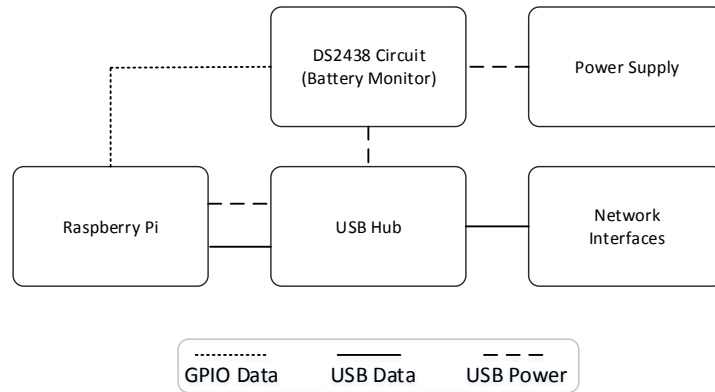 DS2438 Circuit
(Battery Monitor)
Power Supply
Raspberry Pi
USB Hub
Network
Interfaces
GPIO Data
USB Data
USB Power